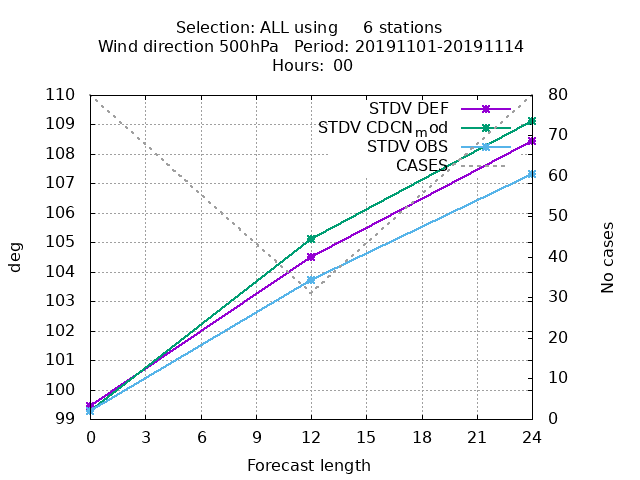 Selection: ALL using     6 stations
Wind direction 500hPa   Period: 20191101-20191114
Hours:  00
110
109
108
107
106
105
104
103
102
101
100
99
deg
STDV DEF
STDV CDCNmod
STDV OBS
CASES
80
70
60
50
40
30
20
10
0
No cases
0 3 6 9 12 15 18 21 24
Forecast length